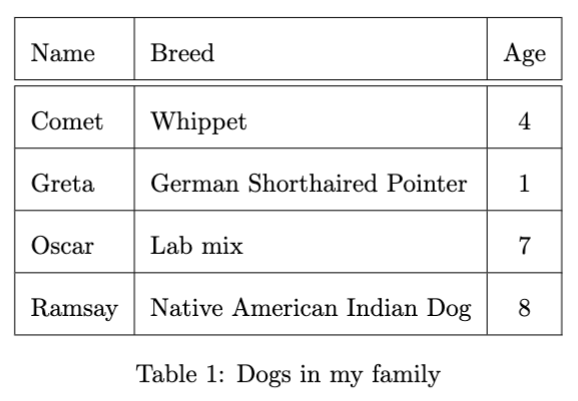 Name Breed Age
Comet Whippet 4
Greta German Shorthaired Pointer 1
Oscar Lab mix 7
Ramsay Native American Indian Dog 8
Table 1: Dogs in my family